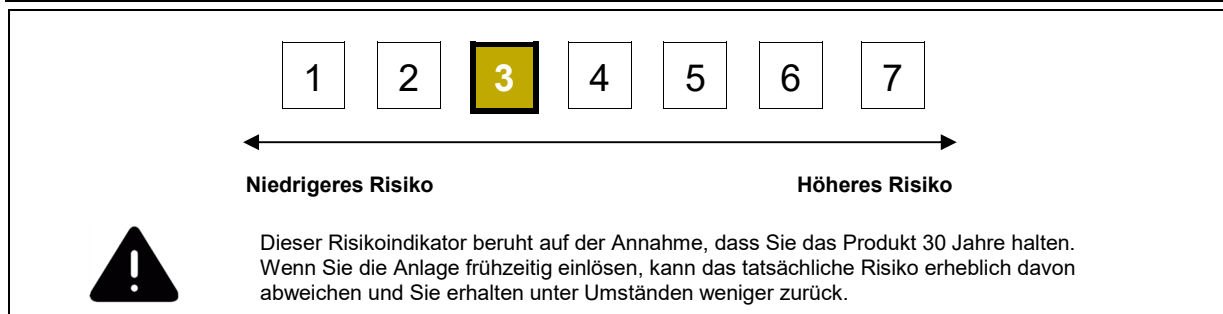 1 2 3 4 5 6 7
Niedrigeres Risiko Höheres Risiko
Dieser Risikoindikator beruht auf der Annahme, dass Sie das Produkt 30 Jahre halten.
Wenn Sie die Anlage frühzeitig einlösen, kann das tatsächliche Risiko erheblich davon
abweichen und Sie erhalten unter Umständen weniger zurück.